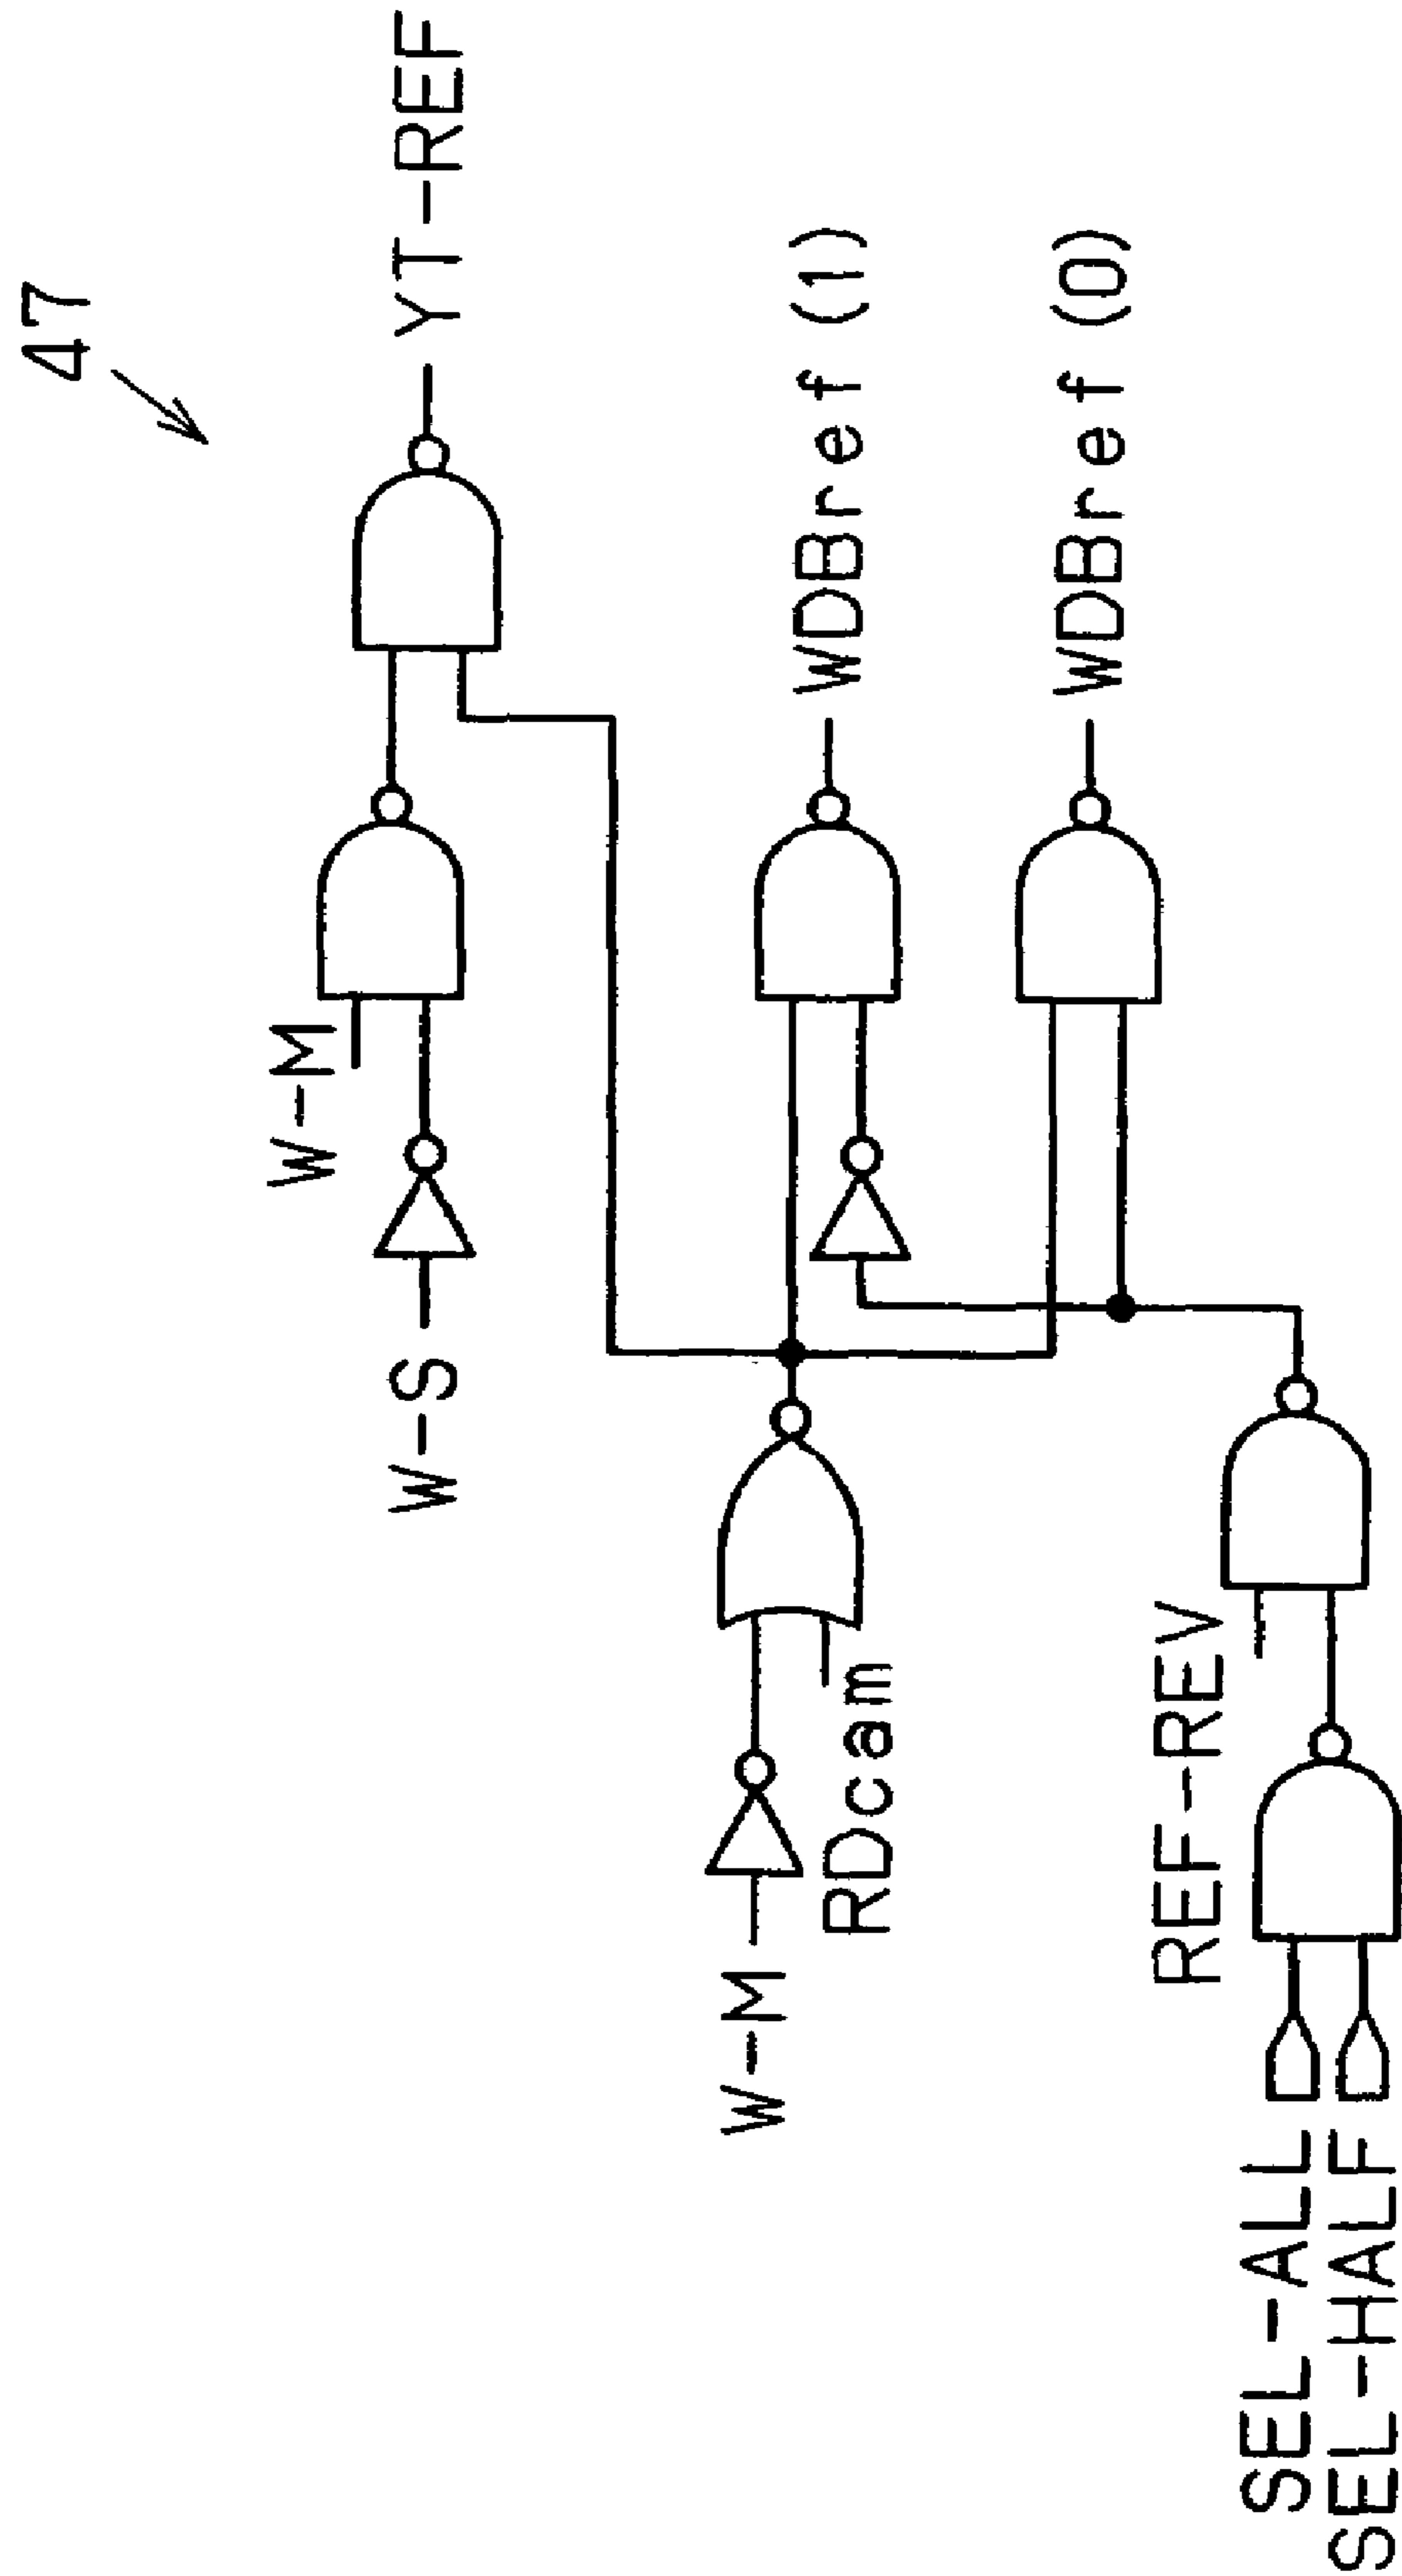 47
W-M
W-S
YT-REF
W-M
RDcam
WDBref (1)
WDBref (0)
REF-REV
SEL-ALL
SEL-HALF